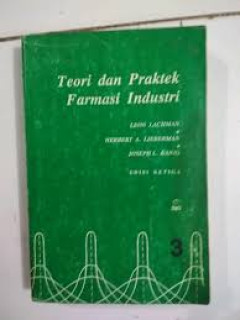 Teori dan Praktek
Farmasi Industri
LEON LACHMAN
HERBERT A. LIEBERMAN
JOSEPH L. KANIG
EDISI KETIGA
3